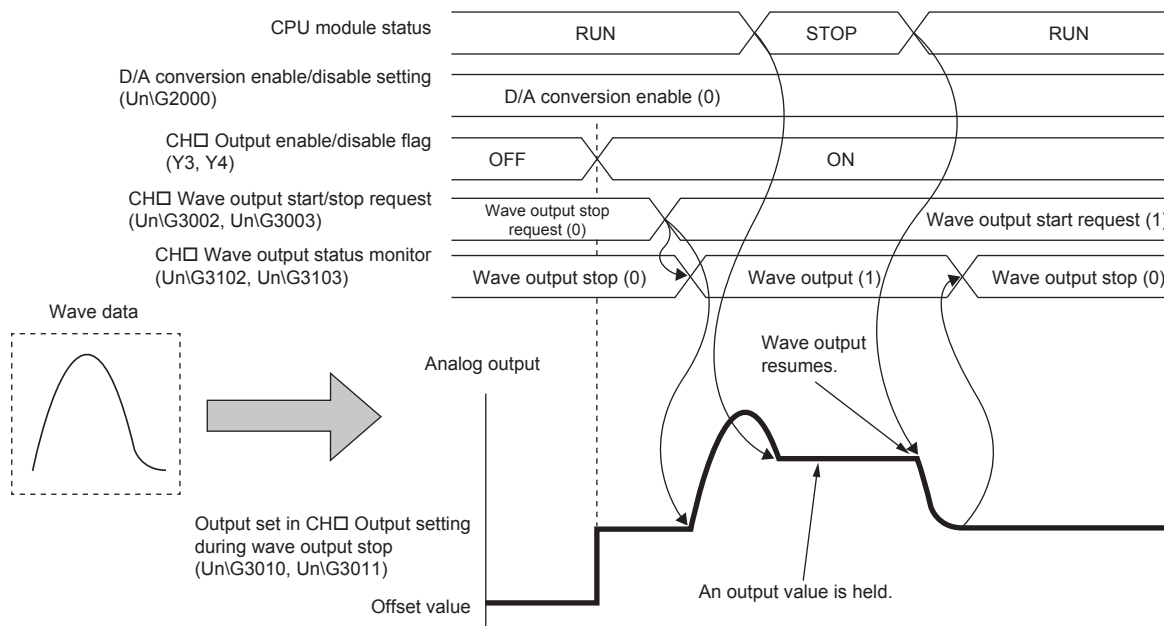 CPU module status
RUN
STOP
RUN
D/A conversion enable/disable setting
(Un\G2000)
D/A conversion enable (0)
CH□ Output enable/disable flag
(Y3, Y4)
OFF
ON
CH□ Wave output start/stop request
(Un\G3002, Un\G3003)
Wave output stop
request (0)
Wave output start request (1)
CH□ Wave output status monitor
(Un\G3102, Un\G3103)
Wave output stop (0)
Wave output (1)
Wave output stop (0)
Wave data
Analog output
Wave output
resumes.
Output set in CH□ Output setting
during wave output stop
(Un\G3010, Un\G3011)
An output value is held.
Offset value